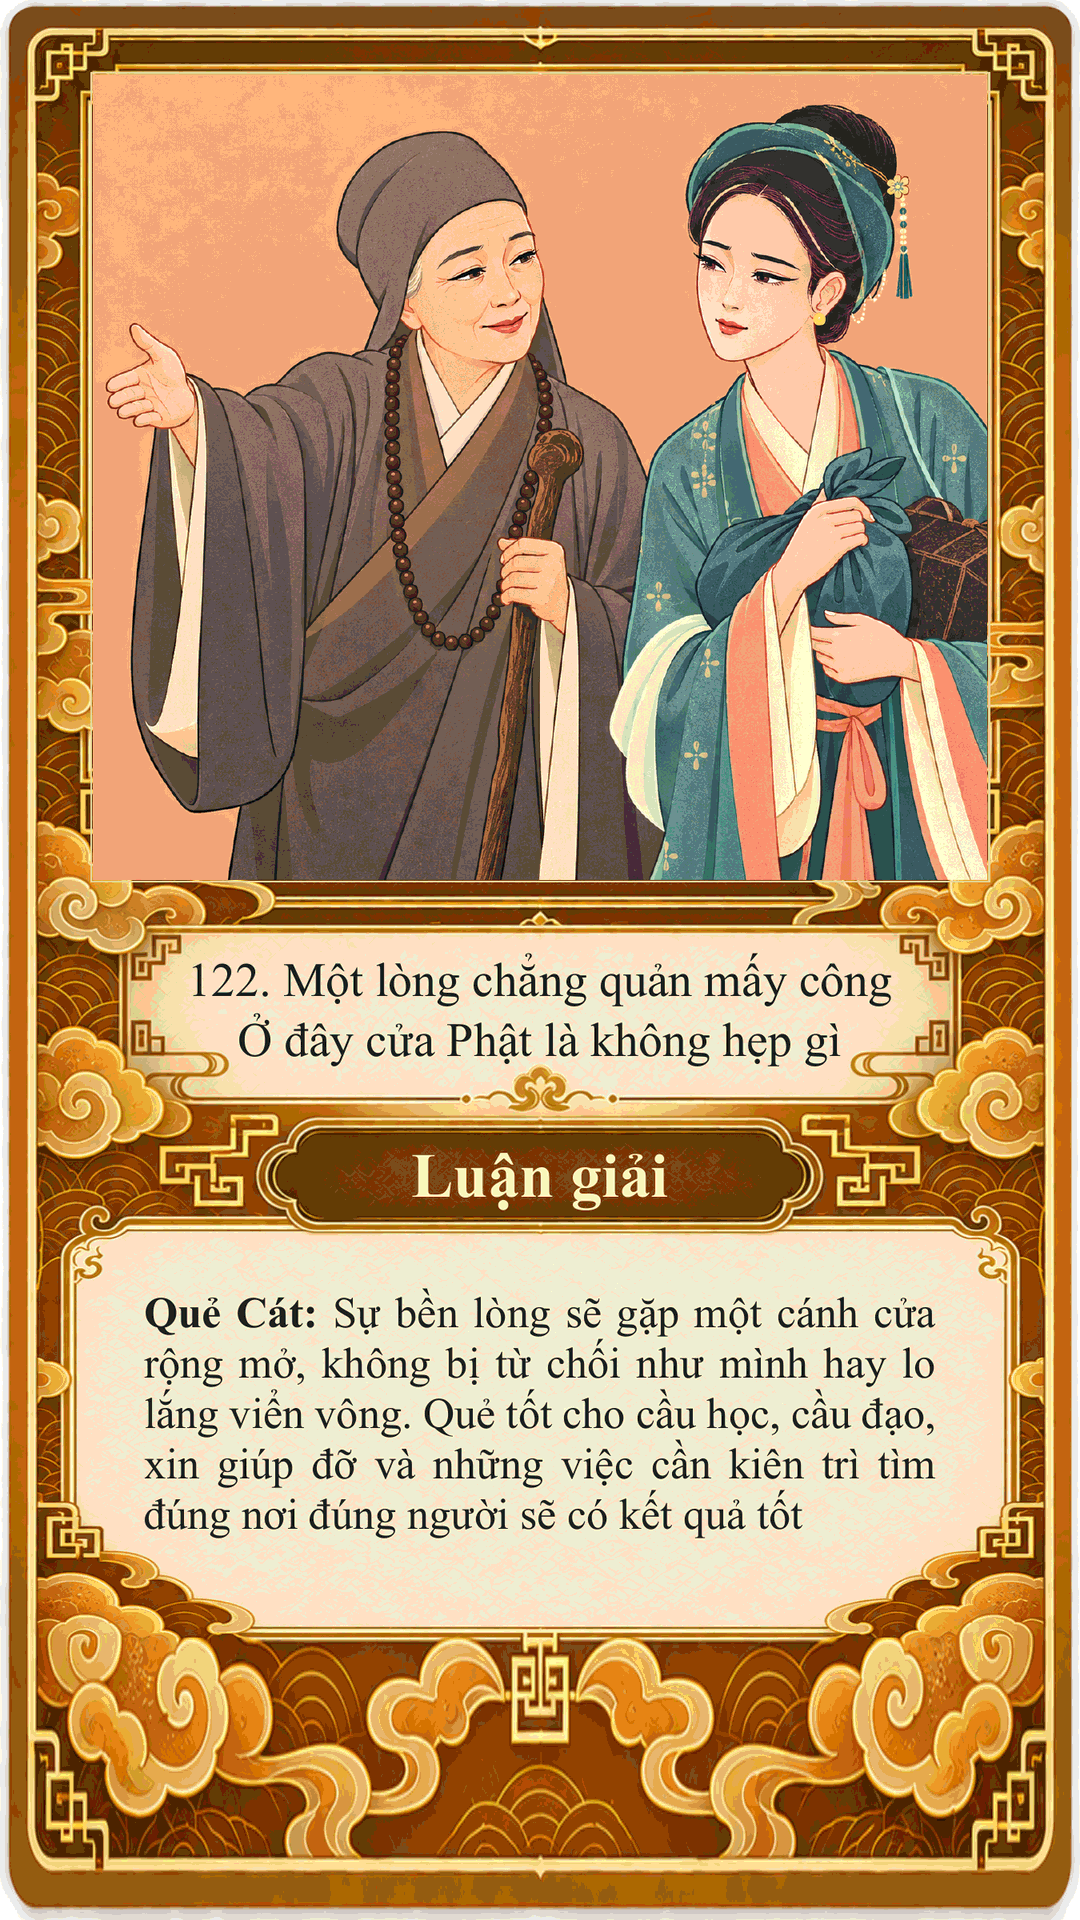 122. Một lòng chẳng quản mấy công
Ở đây cửa Phật là không hẹp gì
Luận giải
Quẻ Cát: Sự bền lòng sẽ gặp một cánh cửa
rộng mở, không bị từ chối như mình hay lo
lắng viển vông. Quẻ tốt cho cầu học, cầu đạo,
xin giúp đỡ và những việc cần kiên trì tìm
đúng nơi đúng người sẽ có kết quả tốt